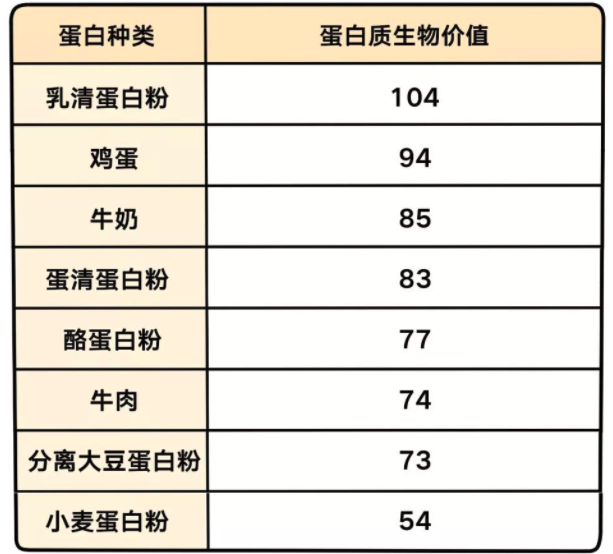 蛋白种类 蛋白质生物价值
乳清蛋白粉 104
鸡蛋 94
牛奶 85
蛋清蛋白粉 83
酪蛋白粉 77
牛肉 74
分离大豆蛋白粉 73
小麦蛋白粉 54